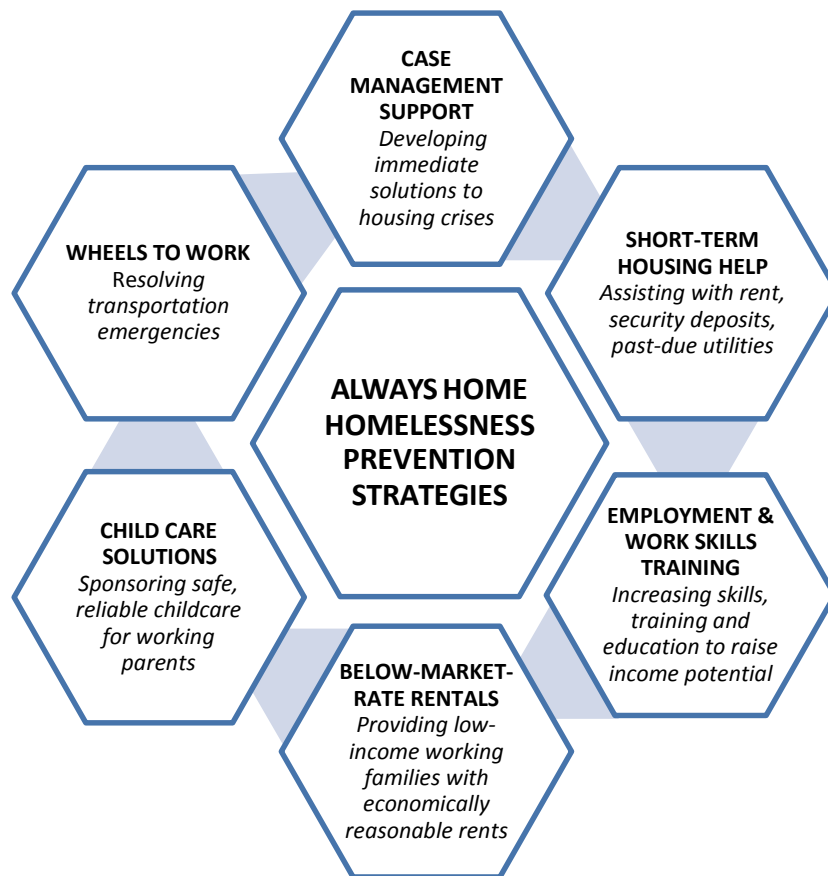 CASE
MANAGEMENT
SUPPORT
Developing
immediate
solutions to
housing crises
SHORT-TERM
HOUSING HELP
Assisting with rent,
security deposits,
past-due utilities
EMPLOYMENT &
WORK SKILLS
TRAINING
Increasing skills,
training and
education to raise
income potential
BELOW-MARKET-
RATE RENTALS
Providing low-
income working
families with
economically
reasonable rents
CHILD CARE
SOLUTIONS
Sponsoring safe,
reliable childcare
for working
parents
WHEELS TO WORK
Resolving
transportation
emergencies
ALWAYS HOME
HOMELESSNESS
PREVENTION
STRATEGIES